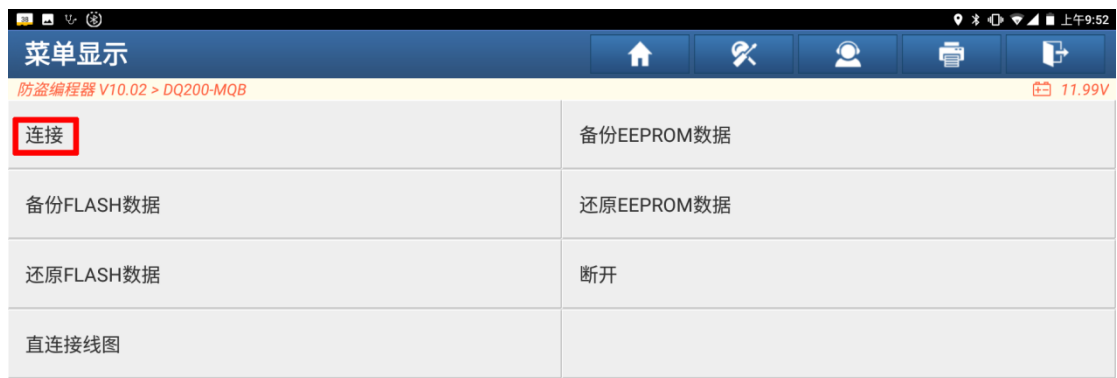 38
上午9:52
菜单显示
防盗编程器 V10.02 > DQ200-MQB
11.99V
连接
备份EEPROM数据
备份FLASH数据
还原EEPROM数据
还原FLASH数据
断开
直连接线图